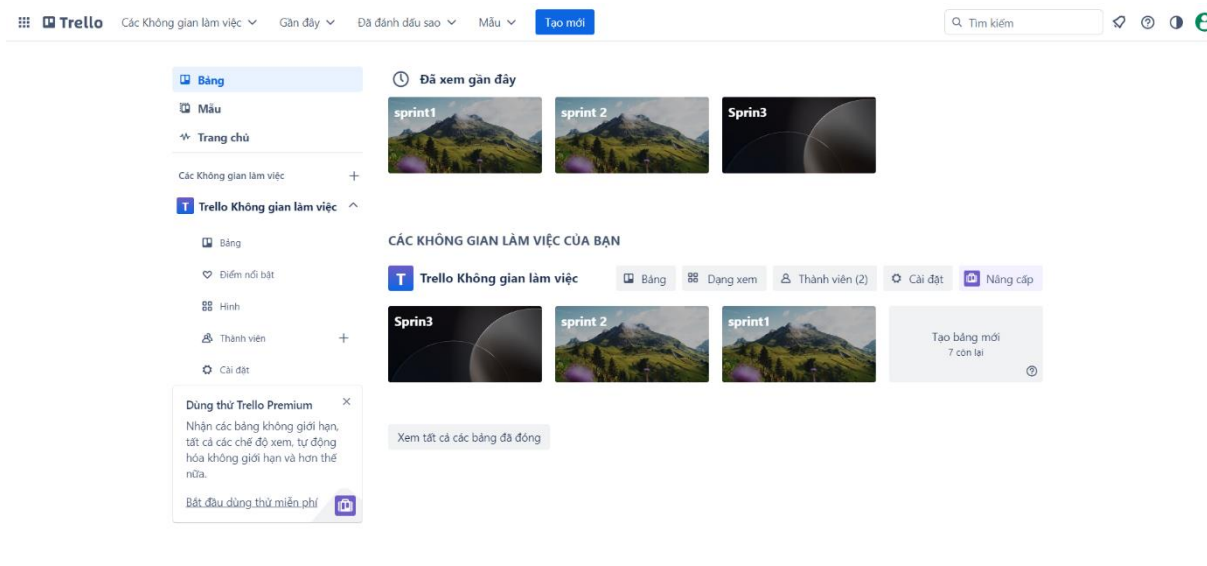 Trello Các Không gian làm việc Gần đây Đã đánh dấu sao Mẫu Tạo mới Tìm kiếm
Bảng
Mẫu
Trang chủ
Các Không gian làm việc
T Trello Không gian làm việc
Bảng
Điểm nổi bật
Hình
Thành viên
Cài đặt
Dùng thử Trello Premium
Nhận các bảng không giới hạn,
tất cả các chế độ xem, tự động
hóa không giới hạn và hơn thế
nữa.
Bắt đầu dùng thử miễn phí
Đã xem gần đây
sprint1 sprint 2 Sprin3
CÁC KHÔNG GIAN LÀM VIỆC CỦA BẠN
T Trello Không gian làm việc Bảng Dạng xem Thành viên (2) Cài đặt Nâng cấp
Sprin3 sprint 2 sprint1 Tạo bảng mới
7 còn lại
Xem tất cả các bảng đã đóng